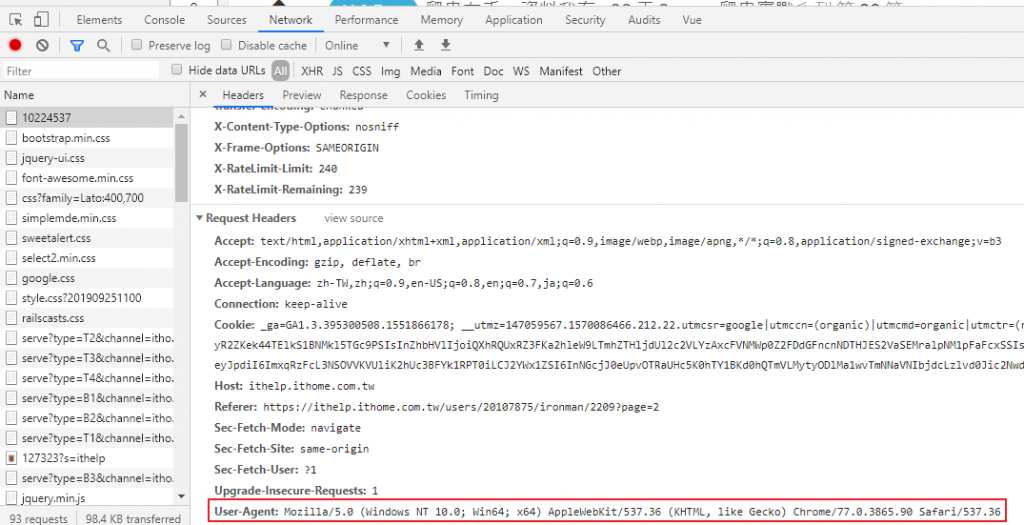 Elements Console Sources Network Performance Memory Application Security Audits Vue
Preserve log Disable cache Online
Filter Hide data URLs All XHR JS CSS Img Media Font Doc WS Manifest Other
Name × Headers Preview Response Cookies Timing
10224537
bootstrap.min.css
jquery-ui.css
font-awesome.min.css
css?family=Lato:400,700
simplemde.min.css
sweetalert.css
select2.min.css
google.css
style.css?201909251100
railscasts.css
serve?type=T2&channel=itho.
serve?type=T3&channel=itho.
serve?type=T4&channel=itho.
serve?type=B1&channel=itho.
serve?type=B2&channel=itho.
serve?type=T1&channel=itho.
127323?s=ithelp
serve?type=B3&channel=itho.
jquery.min.js
93 requests 98.4 KB transferred
X-Content-Type-Options: nosniff
X-Frame-Options: SAMEORIGIN
X-RateLimit-Limit: 240
X-RateLimit-Remaining: 239
Request Headers view source
Accept: text/html,application/xhtml+xml,application/xml;q=0.9,image/webp,image/apng,*/*;q=0.8,application/signed-exchange;v=b3
Accept-Encoding: gzip, deflate, br
Accept-Language: zh-TW,zh;q=0.9,en-US;q=0.8,en;q=0.7,ja;q=0.6
Connection: keep-alive
Cookie: _ga=GA1.3.395300508.1551866178; __utmz=147059567.1570086466.212.22.utmcsr=google|utmccn=(organic)|utmcmd=organic|utmctr=(
Host: ithelp.ithome.com.tw
Referer: https://ithelp.ithome.com.tw/users/20107875/ironman/2209?page=2
Sec-Fetch-Mode: navigate
Sec-Fetch-Site: same-origin
Sec-Fetch-User: ?1
Upgrade-Insecure-Requests: 1
User-Agent: Mozilla/5.0 (Windows NT 10.0; Win64; x64) AppleWebKit/537.36 (KHTML, like Gecko) Chrome/77.0.3865.90 Safari/537.36